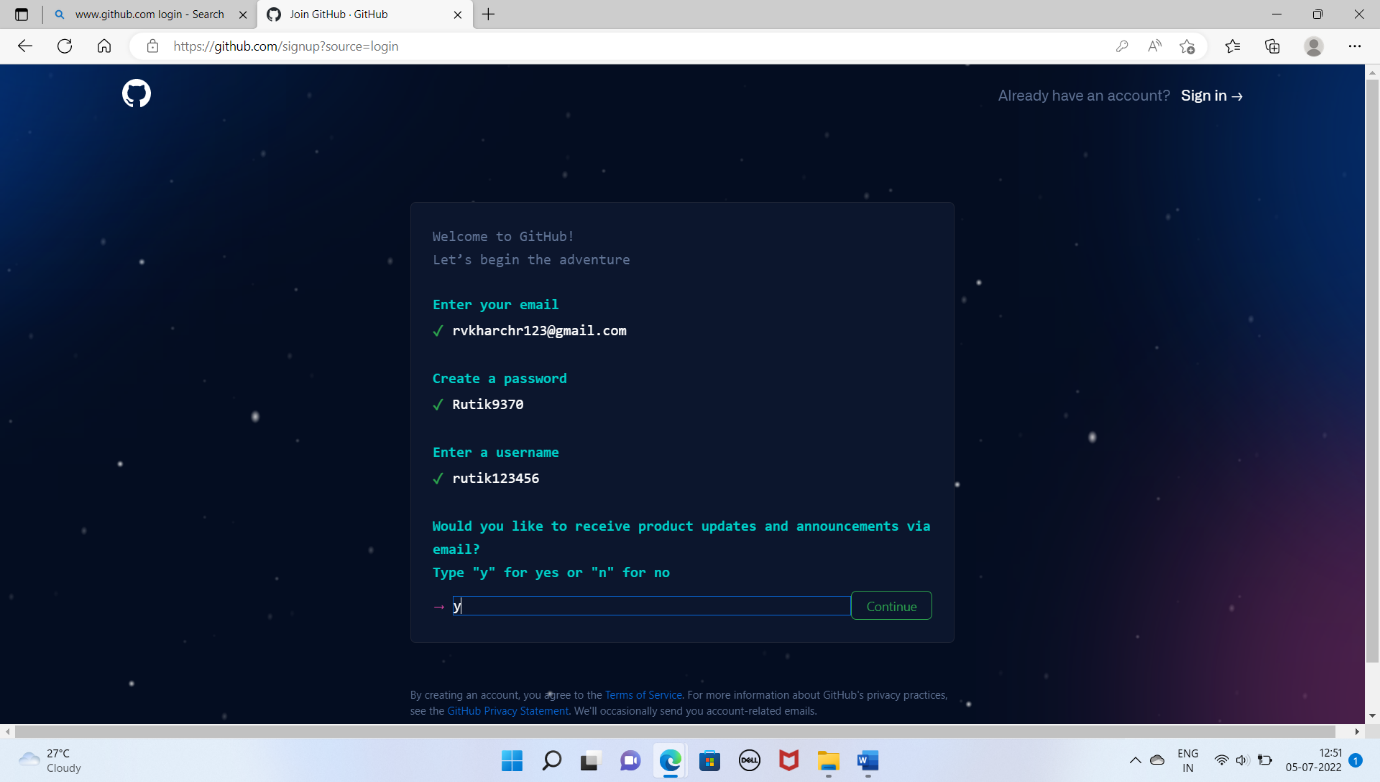 www.github.com login - Search
Join GitHub · GitHub
https://github.com/signup?source=login
Already have an account? Sign in →
Welcome to GitHub!
Let’s begin the adventure
Enter your email
✓ rvkharchr123@gmail.com
Create a password
✓ Rutik9370
Enter a username
✓ rutik123456
Would you like to receive product updates and announcements via
email?
Type "y" for yes or "n" for no
→ y
Continue
By creating an account, you agree to the Terms of Service. For more information about GitHub's privacy practices,
see the GitHub Privacy Statement. We'll occasionally send you account-related emails.
27°C
Cloudy
DELL
W
ENG
IN
12:51
05-07-2022
1